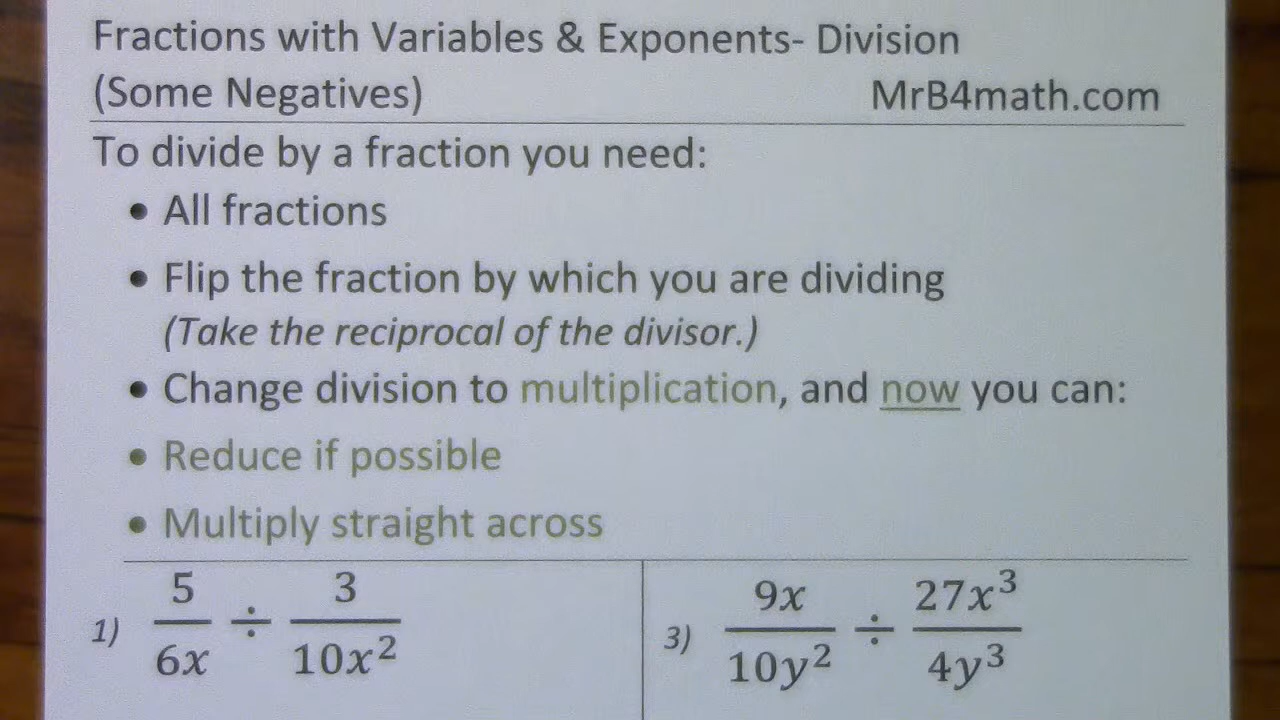 Fractions with Variables & Exponents- Division
(Some Negatives) MrB4math.com
To divide by a fraction you need:
• All fractions
• Flip the fraction by which you are dividing
(Take the reciprocal of the divisor.)
• Change division to multiplication, and now you can:
• Reduce if possible
• Multiply straight across
1) 5/6x ÷ 3/10x²
3) 9x/10y² ÷ 27x³/4y³